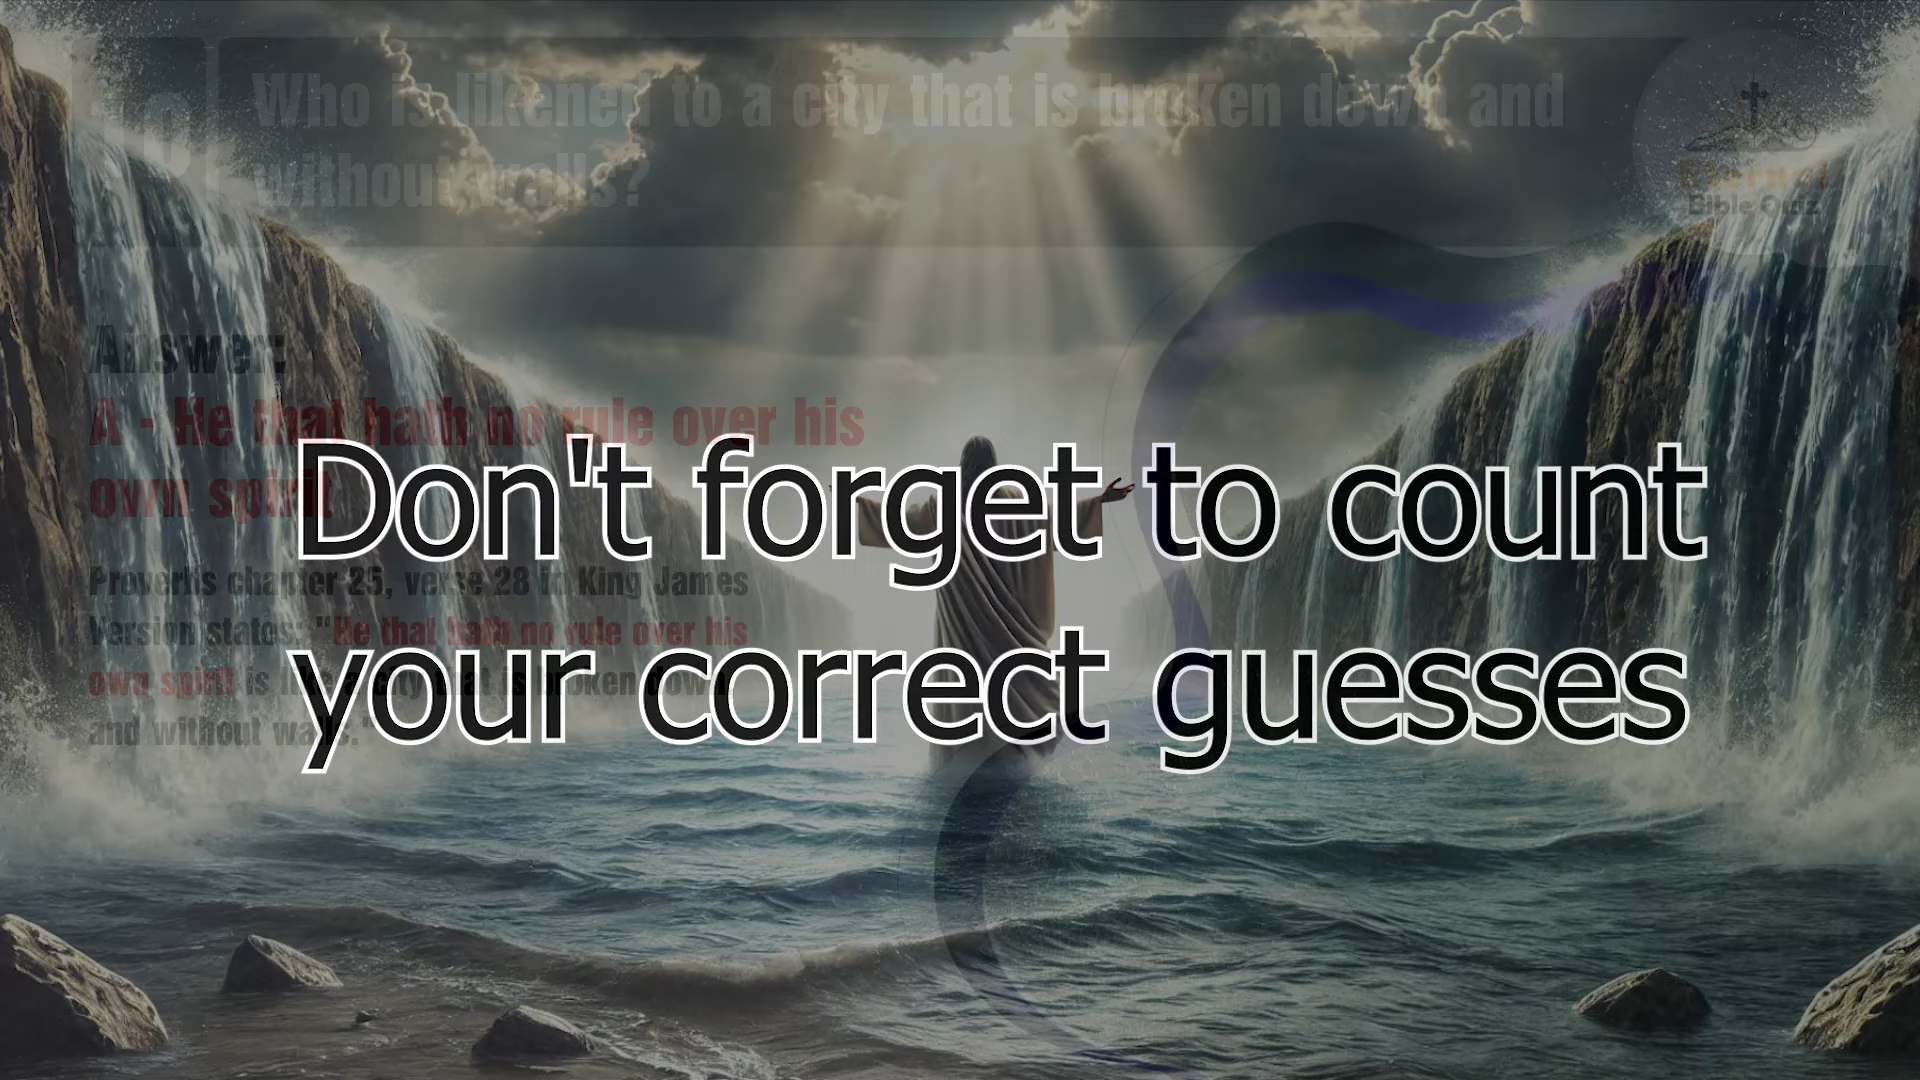 Who is likened to a city that is broken down and
without walls?
Eternal
Bible Quiz
Answer:
A - He that hath no rule over his
own spirit
Don't forget to count
Proverbs chapter 25, verse 28 in King James
Version states: "He that hath no rule over his
own spirit is like a city that is broken down,
and without walls."
your correct guesses